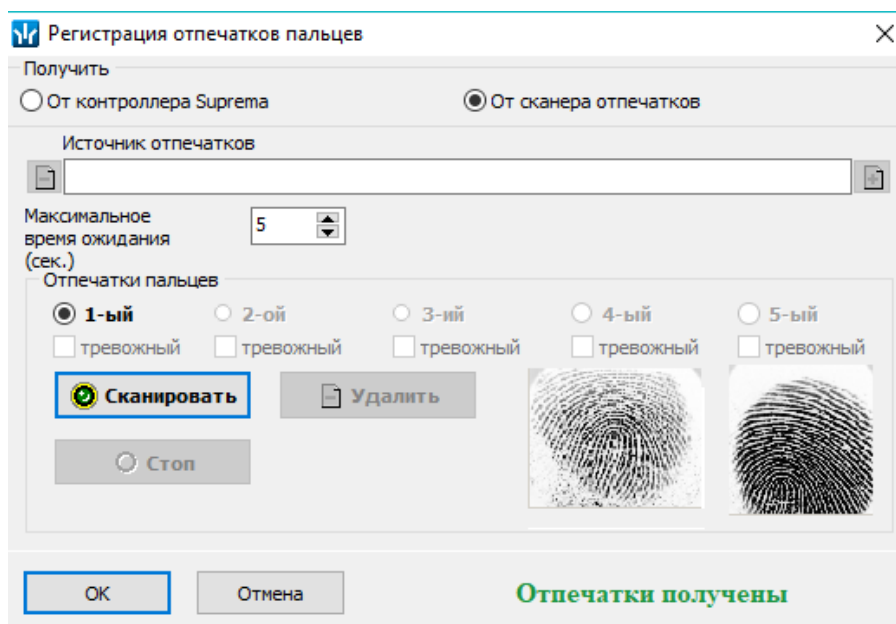 Регистрация отпечатков пальцев
Получить
От контроллера Suprema От сканера отпечатков
Источник отпечатков
Максимальное
время ожидания
(сек.)
5
Отпечатки пальцев
1-ый 2-ой 3-ий 4-ый 5-ый
тревожный тревожный тревожный тревожный тревожный
Сканировать Удалить
Стоп
OK Отмена Отпечатки получены